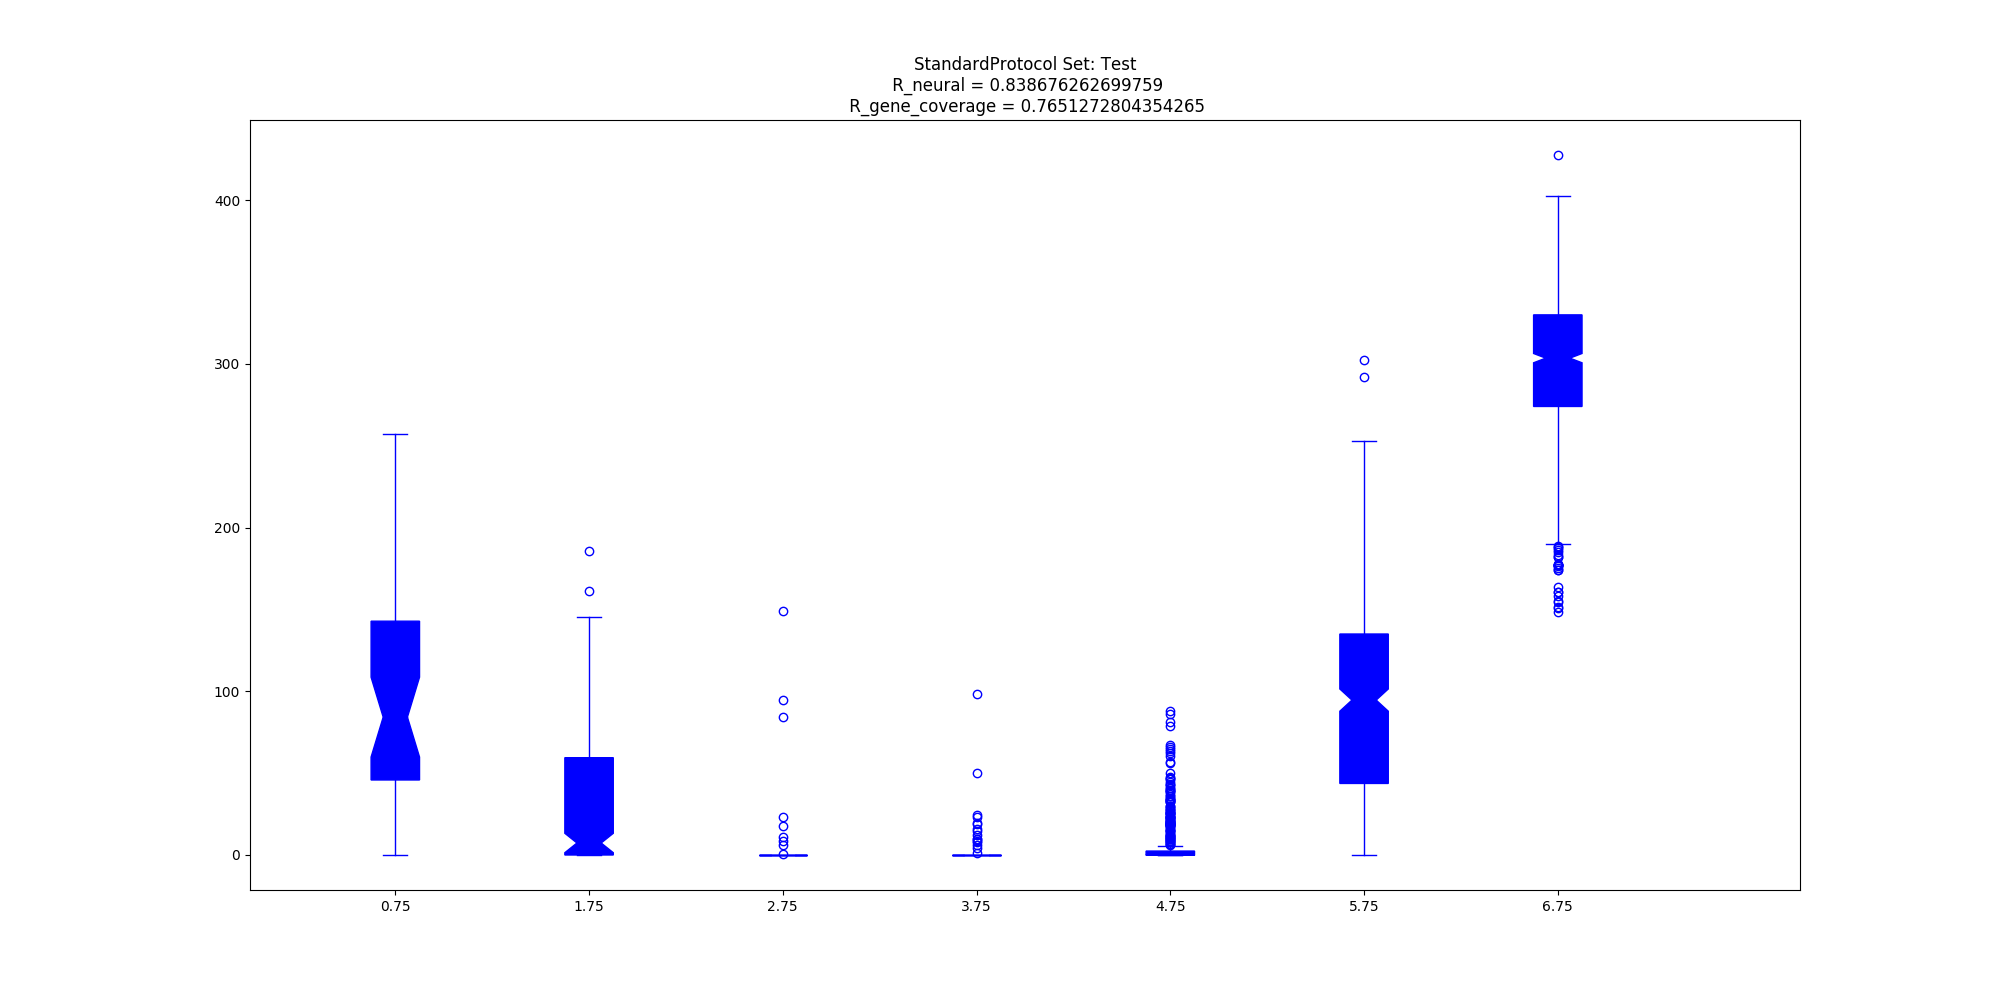 StandardProtocol Set: Test
R_neural = 0.838676262699759
R_gene_coverage = 0.7651272804354265
400
300
200
100
0
0.75 1.75 2.75 3.75 4.75 5.75 6.75